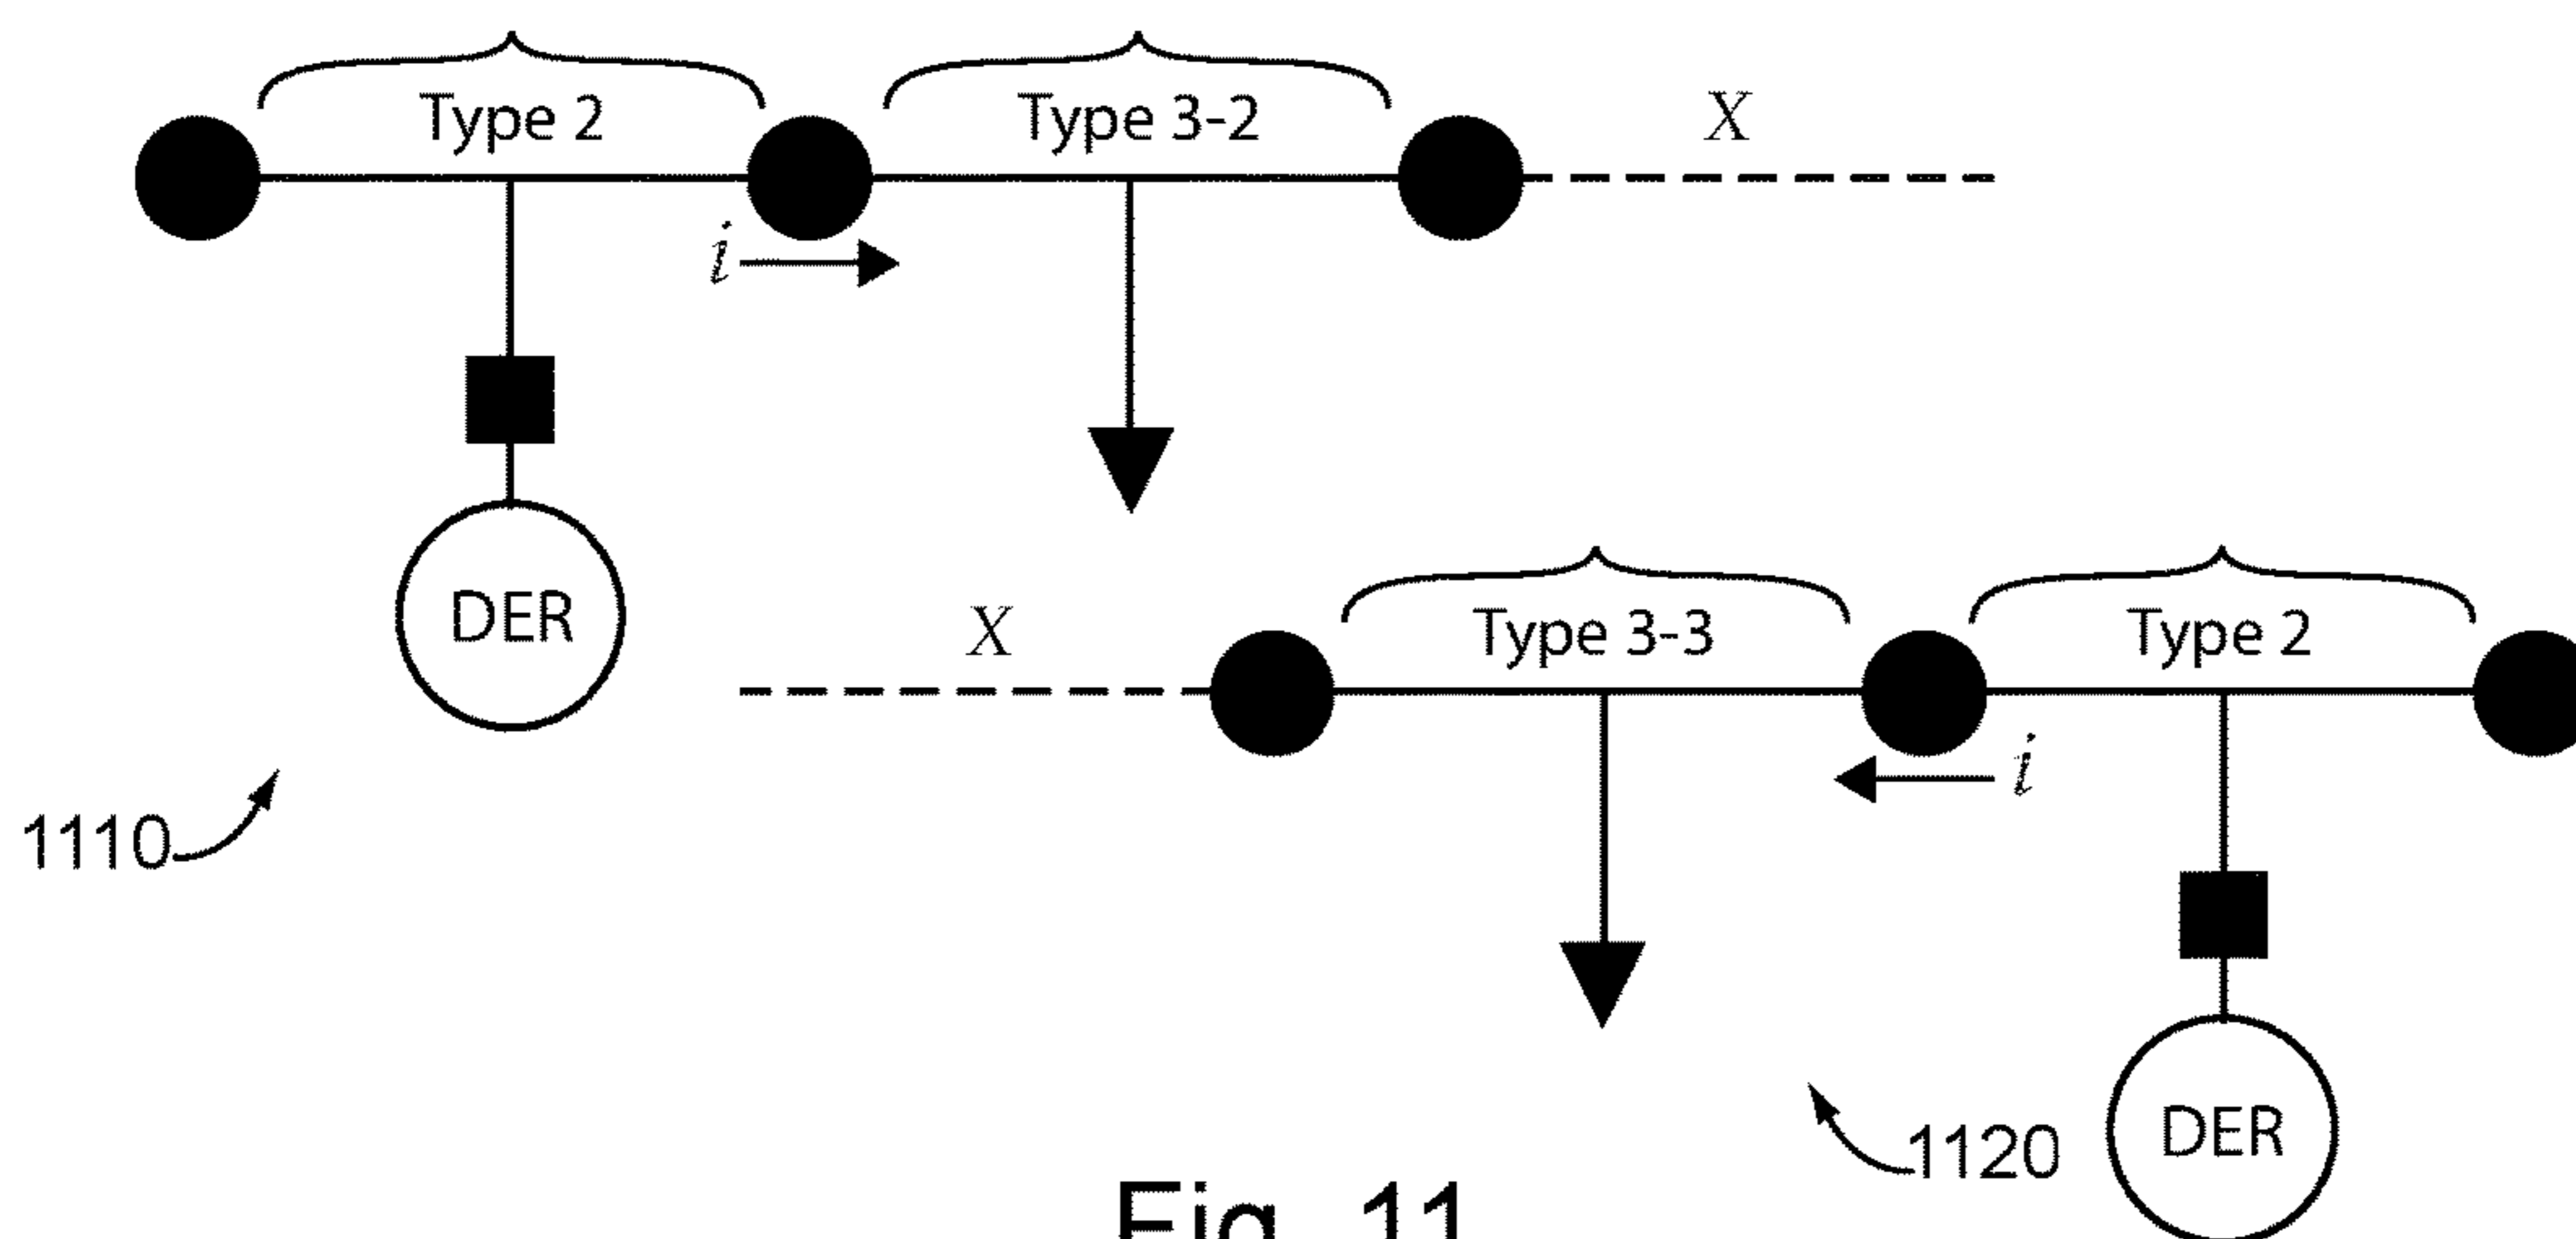 Type 2 Type 3-2 X
i
DER
X Type 3-3 Type 2
i
1110
1120 DER
Fig. 11